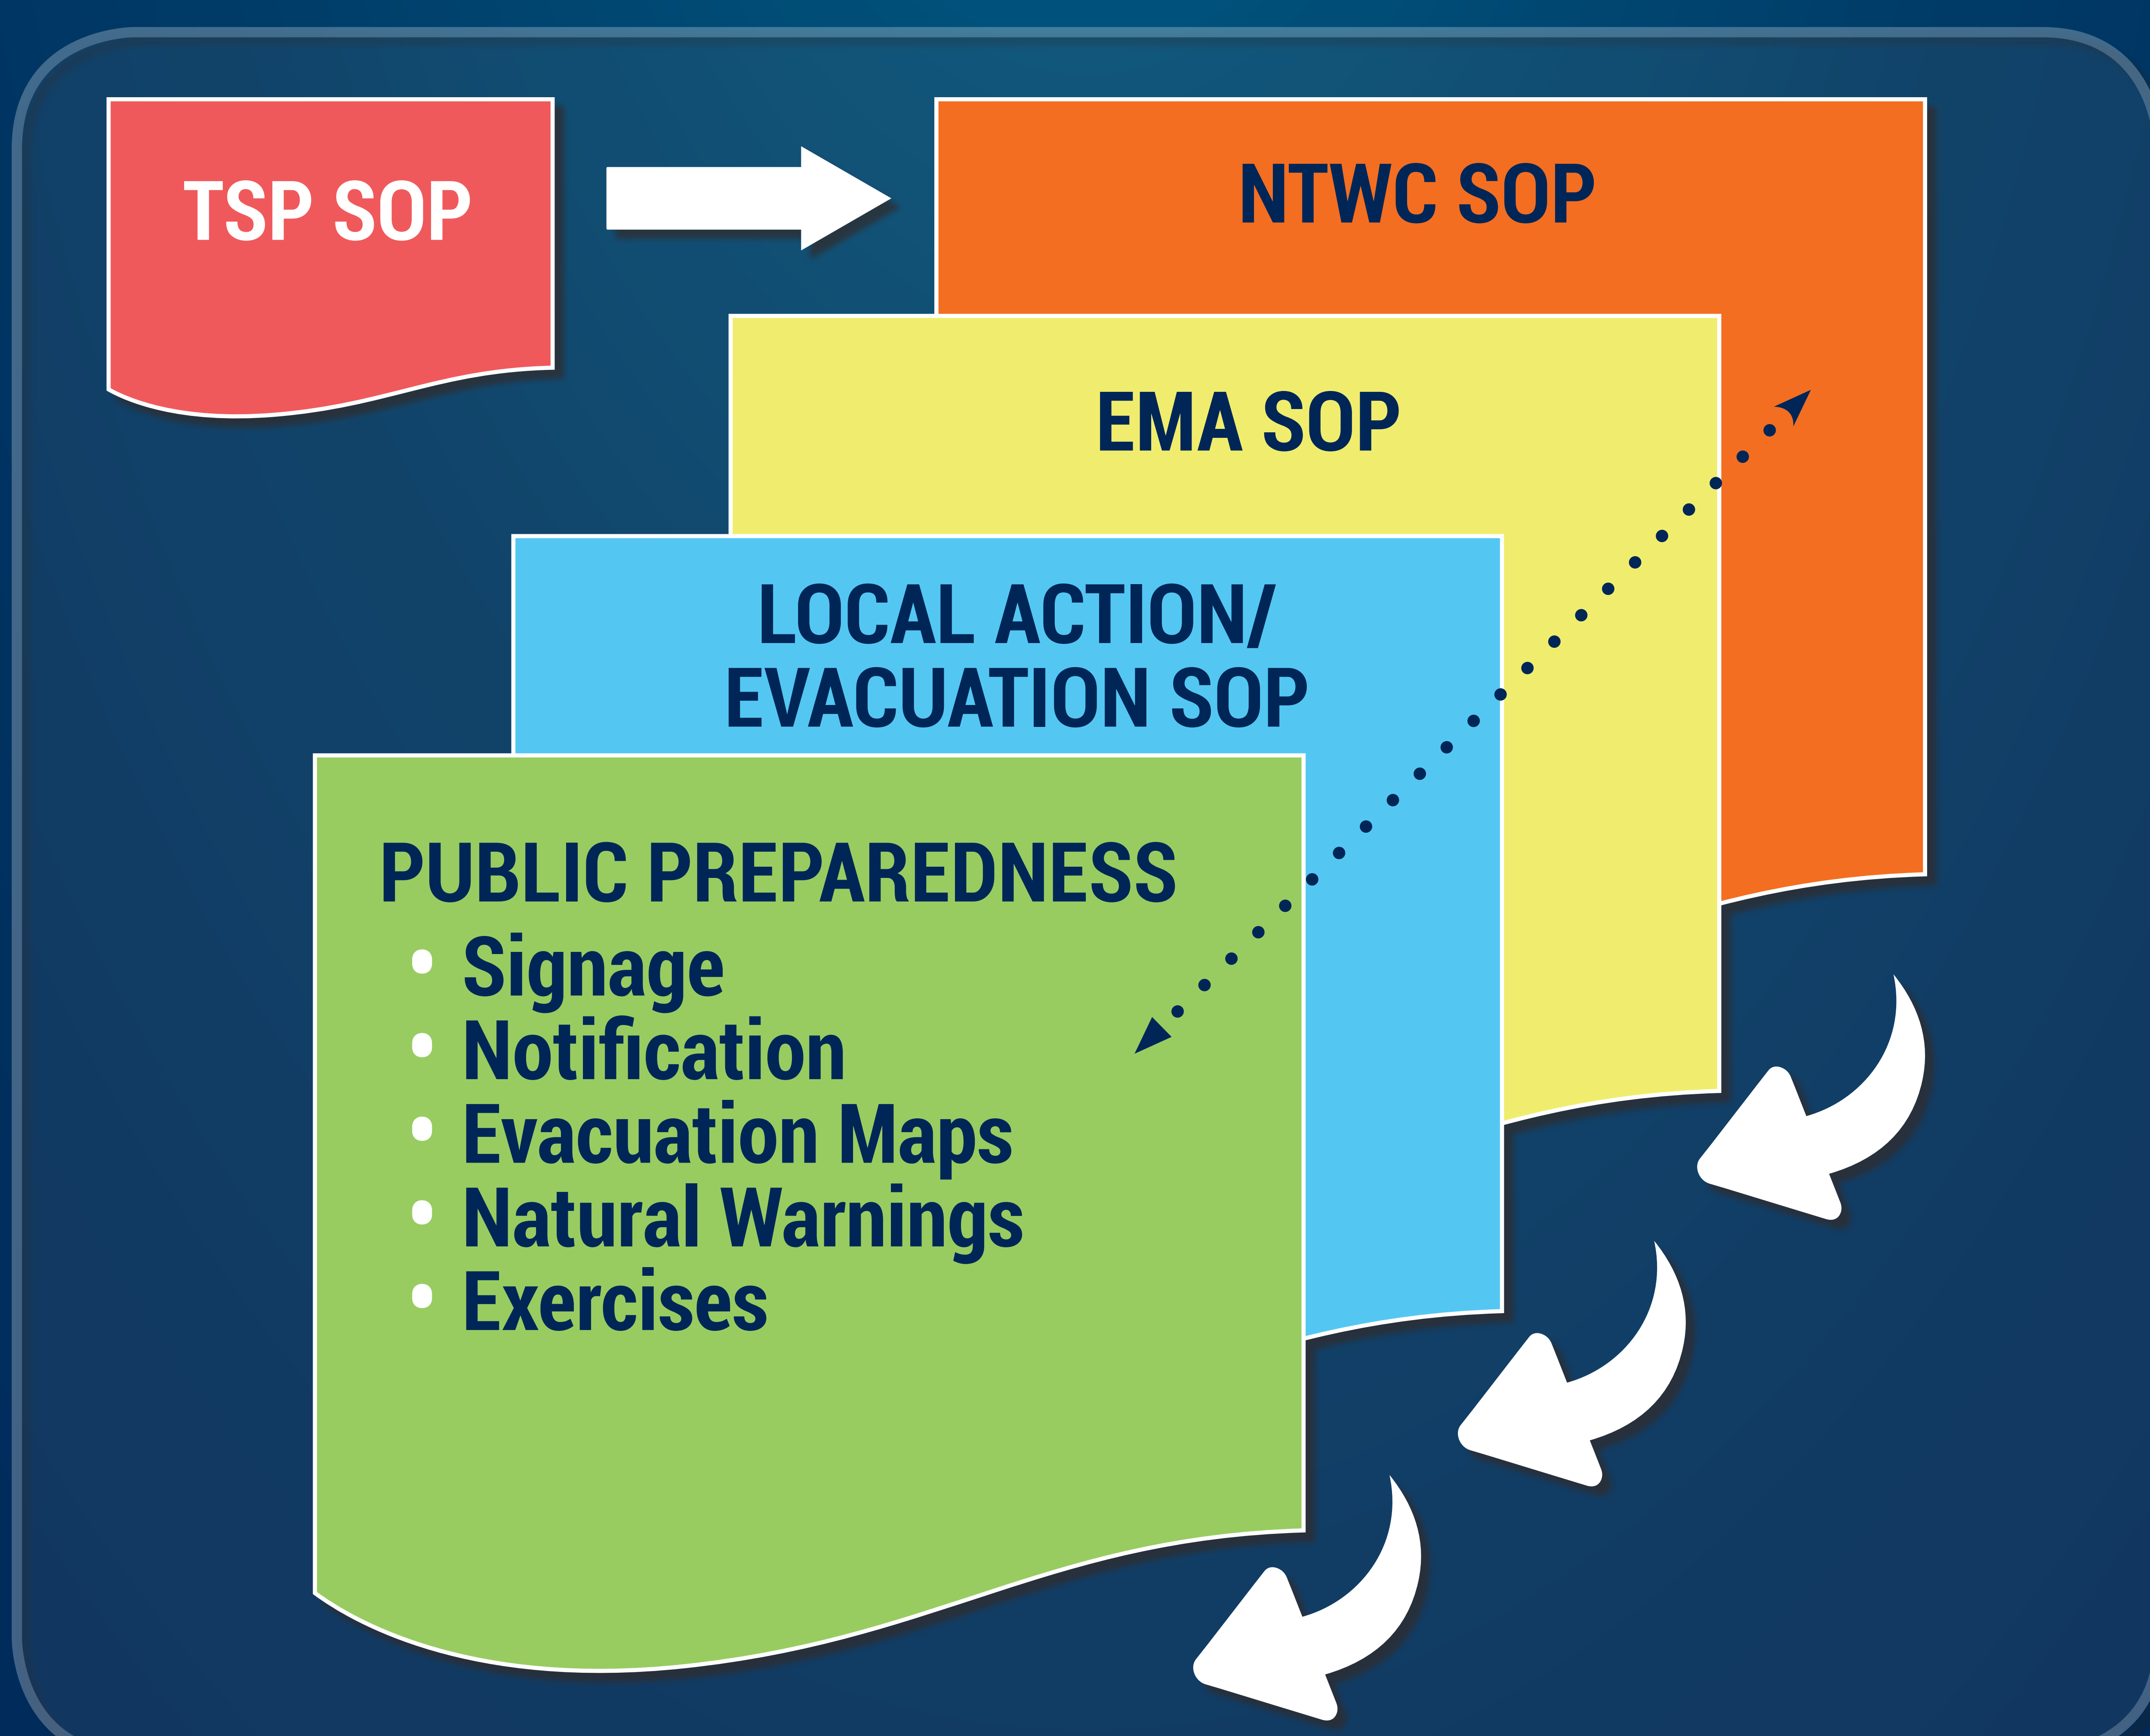 TSP SOP
NTWC SOP
EMA SOP
LOCAL ACTION/
EVACUATION SOP
PUBLIC PREPAREDNESS
• Signage
• Notification
• Evacuation Maps
• Natural Warnings
• Exercises